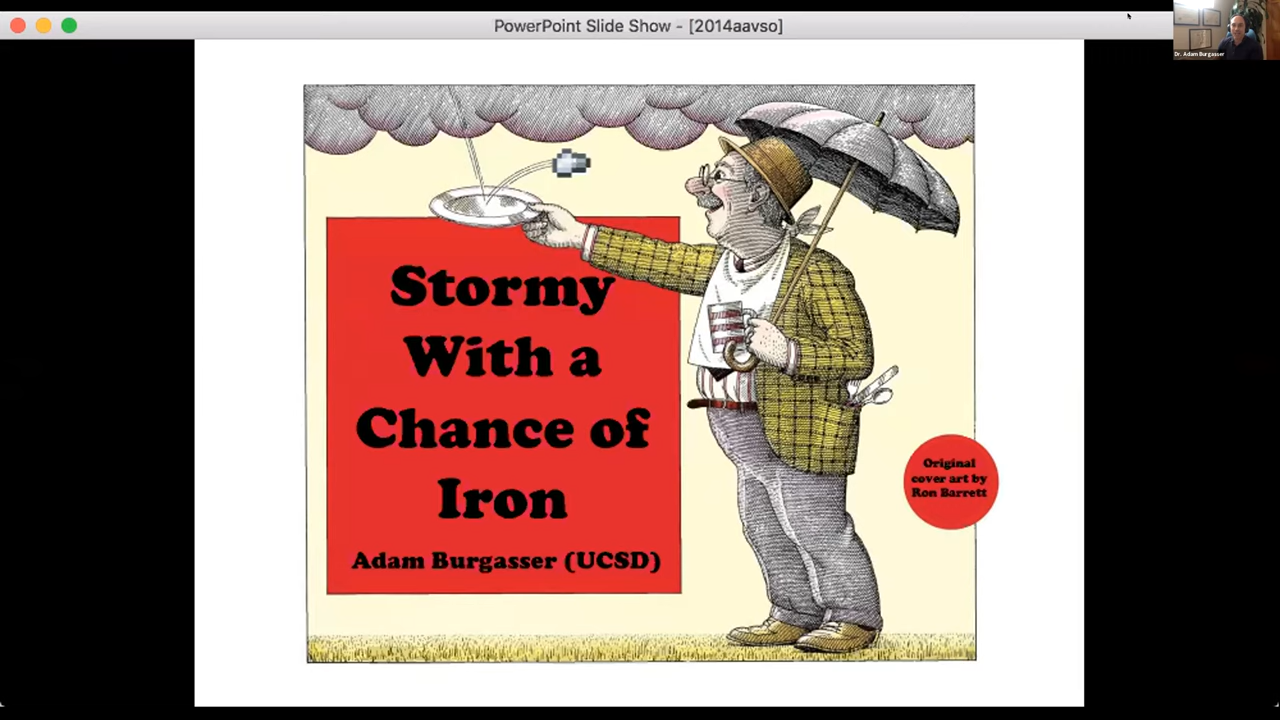 PowerPoint Slide Show - [2014aavso]
Dr. Adam Burgasser
Stormy
With a
Chance of
Iron
Adam Burgasser (UCSD)
Original
cover art by
Ron Barrett